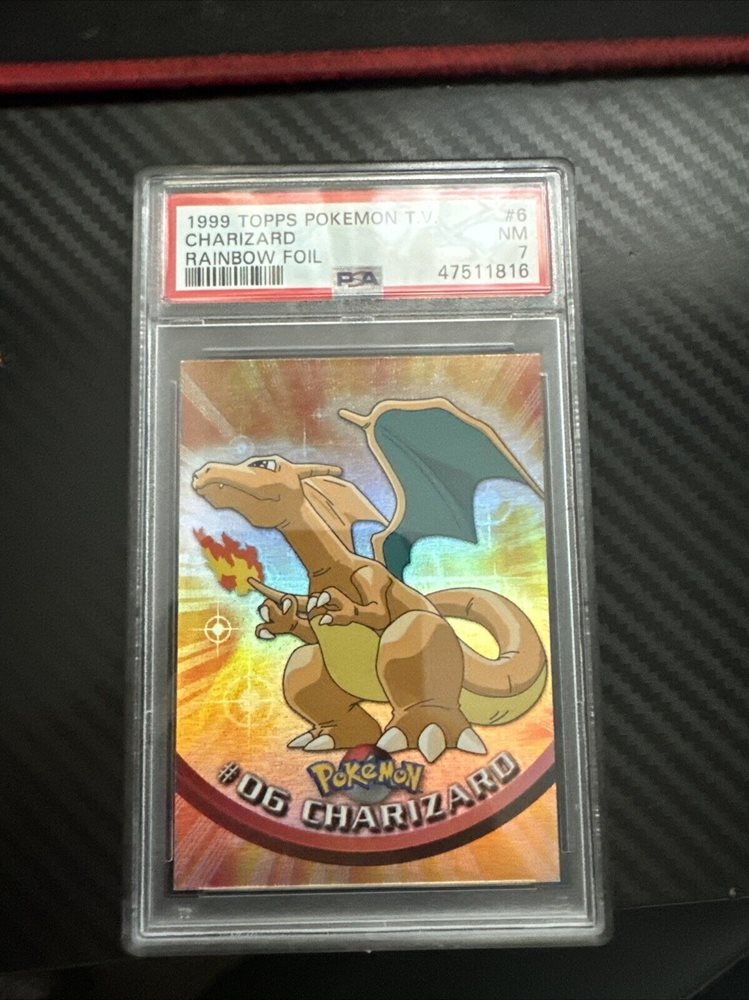 1999 TOPPS POKEMON T.V. #6
CHARIZARD NM
RAINBOW FOIL 7
PSA 47511816
POKéMON
#06 CHARIZARD